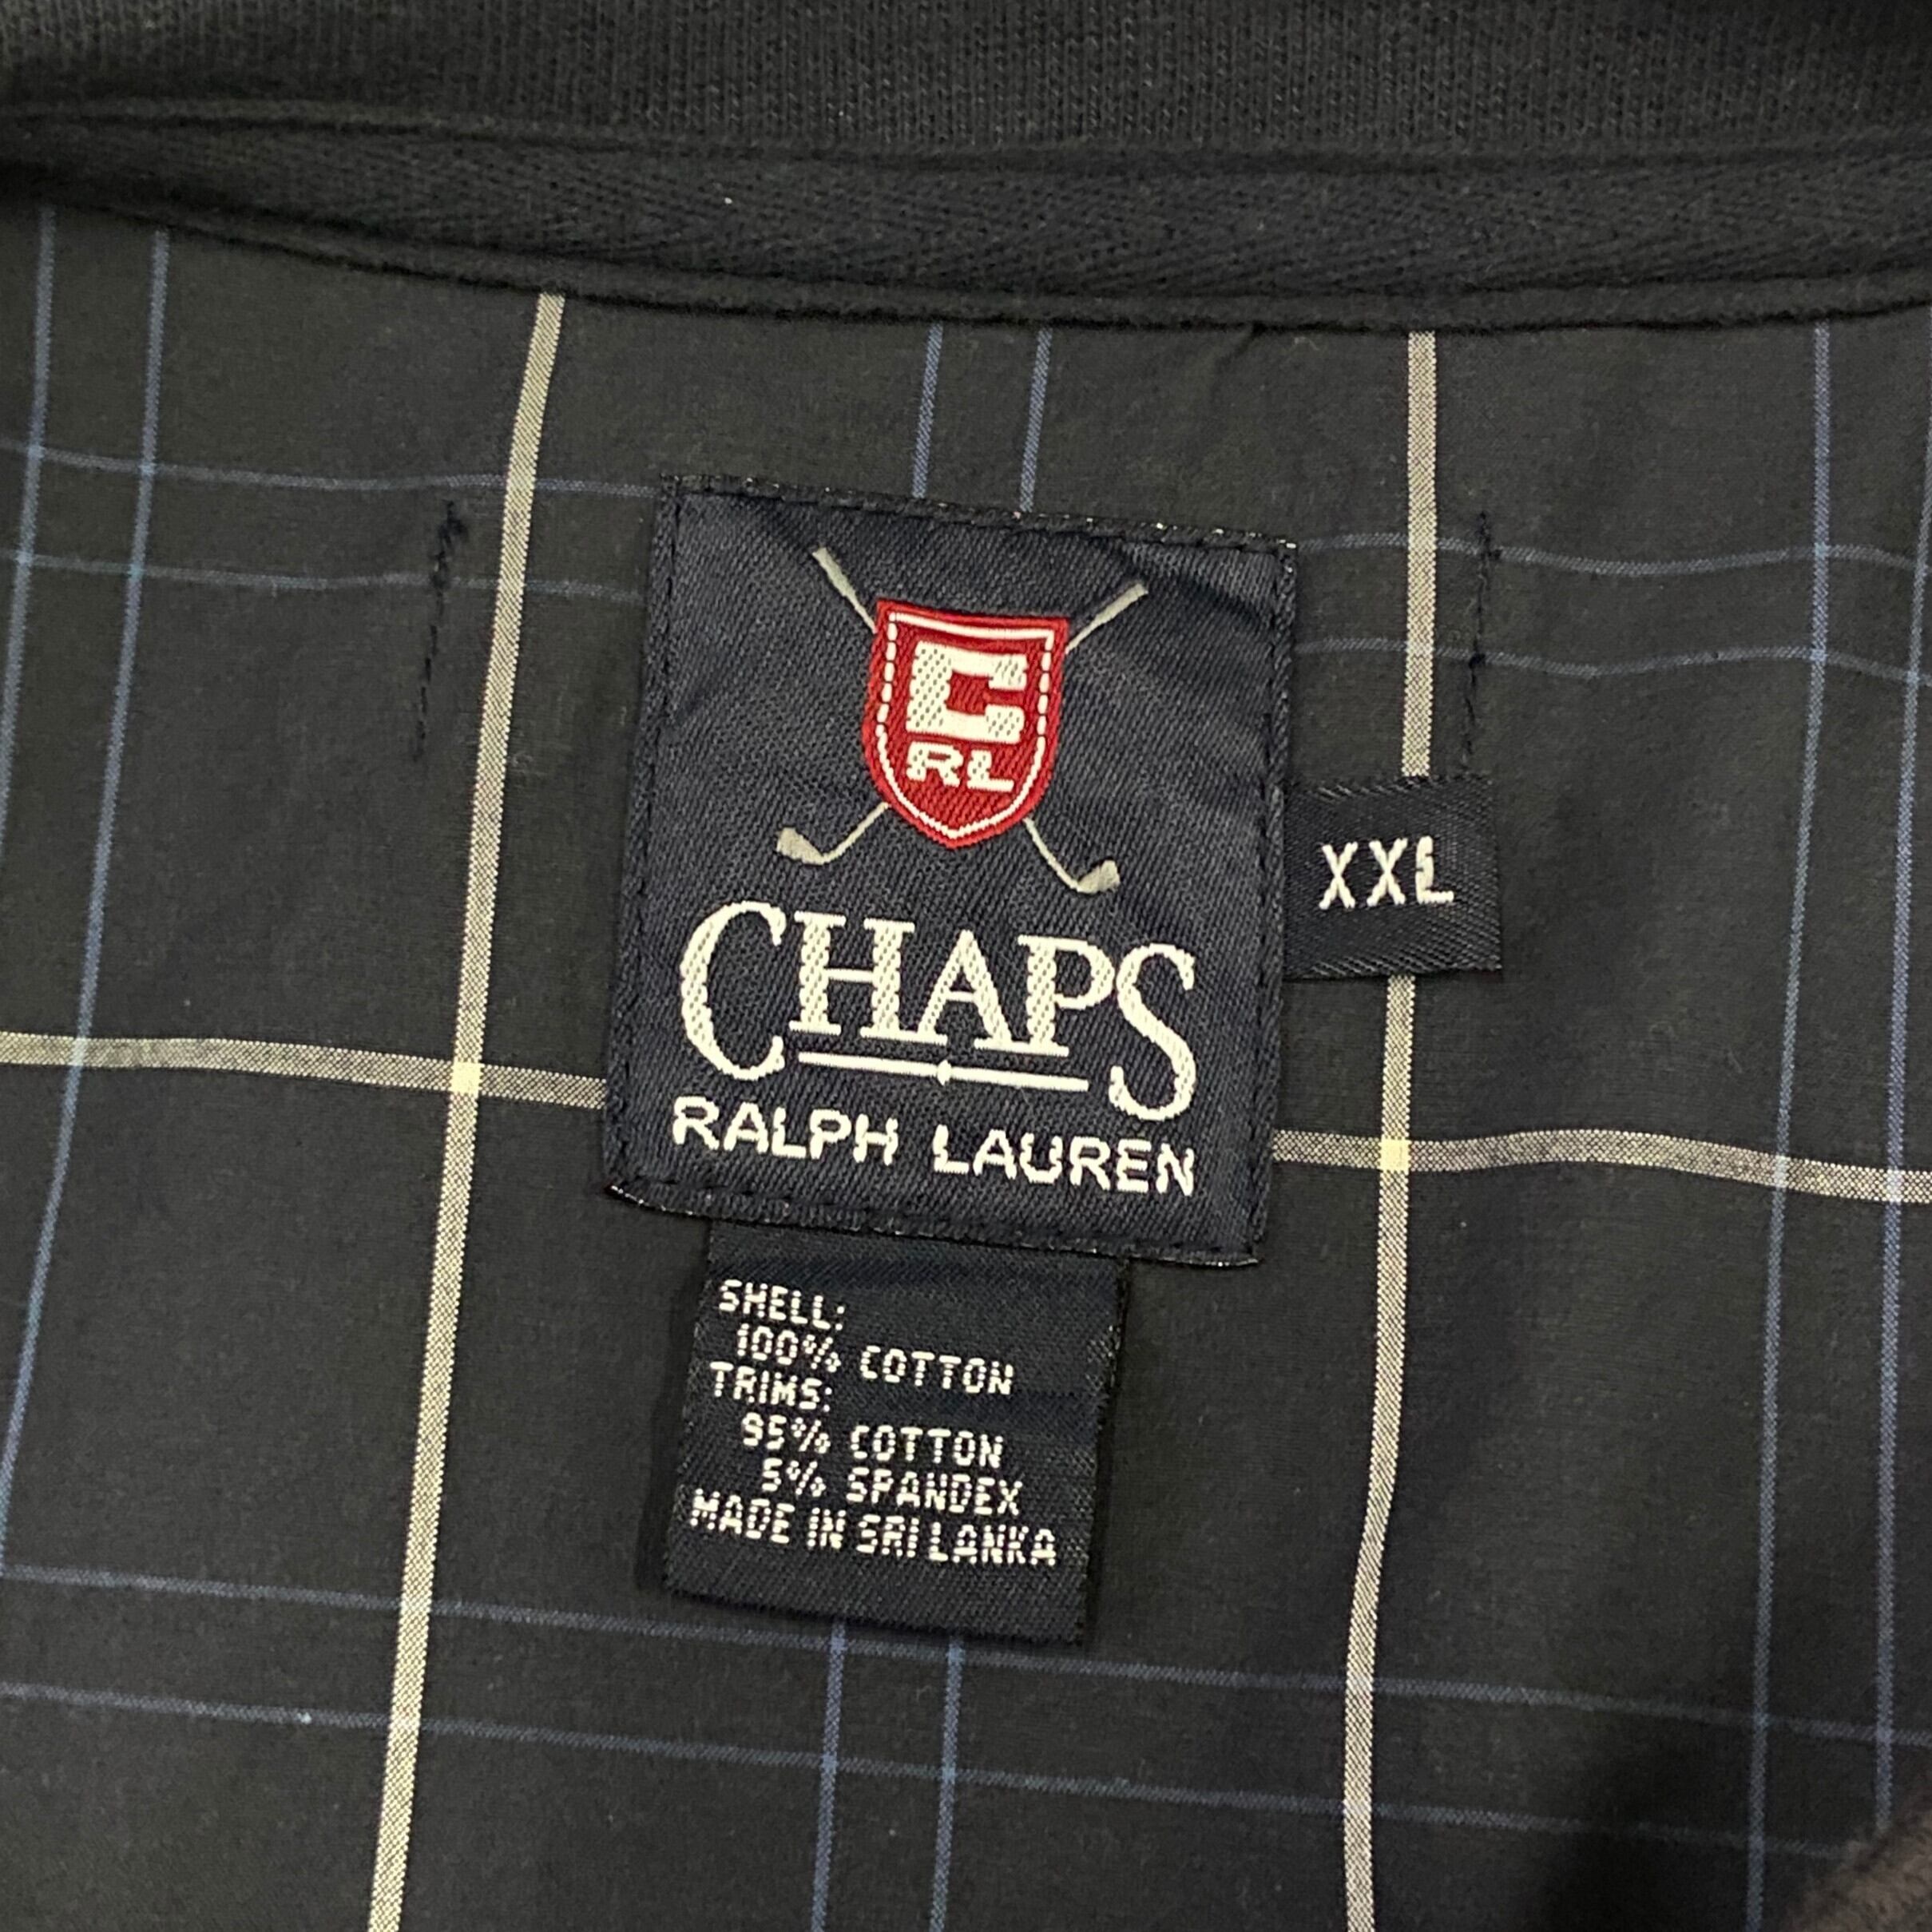 C
RL
CHAPS
RALPH LAUREN
XXL
SHELL:
100% COTTON
TRIMS:
95% COTTON
5% SPANDEX
MADE IN SRI LANKA